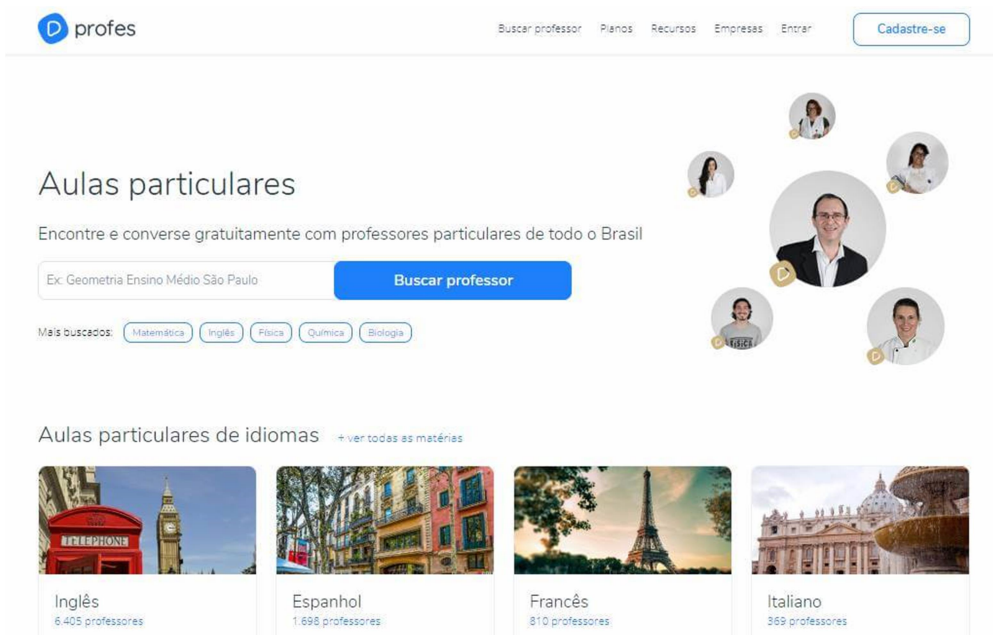 profes
Buscar professor Planos Recursos Empresas Entrar Cadastre-se
Aulas particulares
Encontre e converse gratuitamente com professores particulares de todo o Brasil
Ex: Geometria Ensino Médio São Paulo Buscar professor
Mais buscados: Matemática Inglês Física Química Biologia
FÍSICA
Aulas particulares de idiomas + ver todas as matérias
TELEPHONE
Inglês Espanhol Francês Italiano
6.405 professores 1.698 professores 810 professores 369 professores